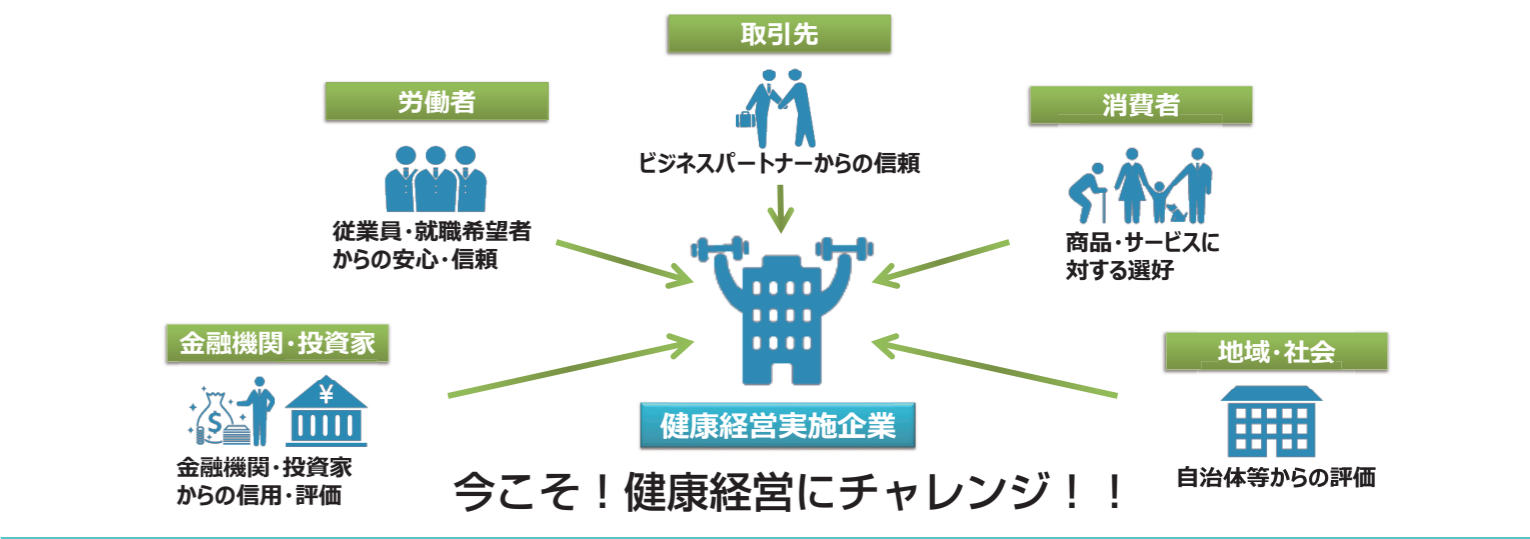 取引先
ビジネスパートナーからの信頼
労働者
従業員・就職希望者
からの安心・信頼
消費者
商品・サービスに
対する選好
金融機関・投資家
¥
$
金融機関・投資家
からの信用・評価
地域・社会
自治体等からの評価
健康経営実施企業
今こそ！健康経営にチャレンジ！！